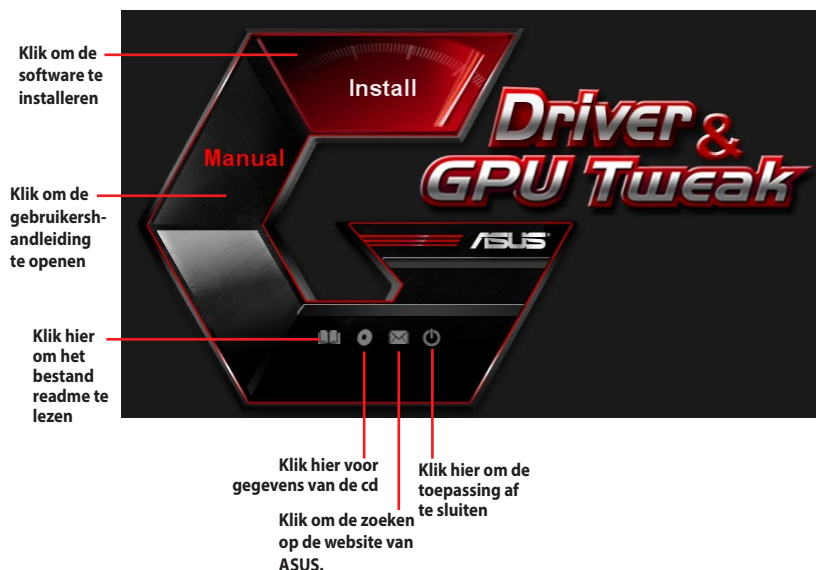 Klik om de
software te
installeren
Install
Manual
Driver &
GPU Tweak
Klik om de
gebruikersh-
andleiding
te openen
ASUS®
Klik hier
om het
bestand
readme te
lezen
Klik hier voor
gegevens van de cd
Klik om de zoeken
op de website van
ASUS.
Klik hier om de
toepassing af
te sluiten